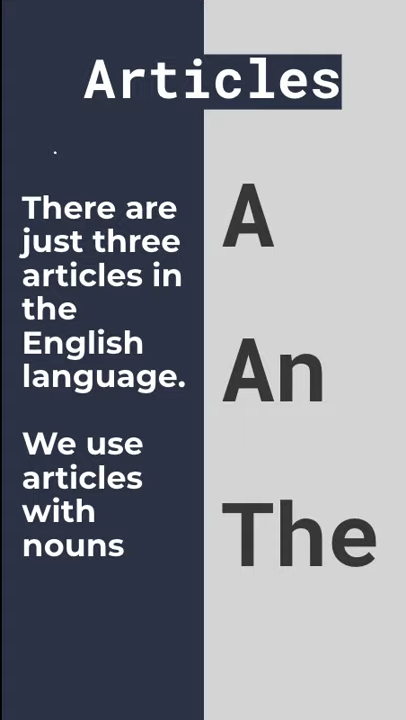 Articles
There are
just three
articles in
the
English
language.
We use
articles
with
nouns
A
An
The